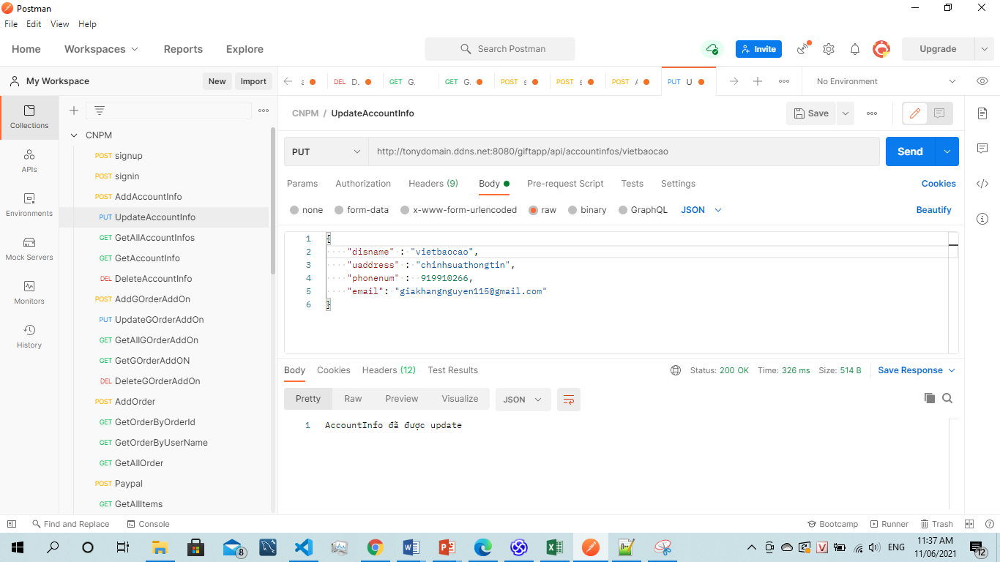 Postman
File Edit View Help
Home Workspaces Reports Explore Search Postman Invite Upgrade
My Workspace New Import
a DEL D. GET G. GET G. POST s POST s POST A PUT U No Environment
Collections
APIs
Environments
Mock Servers
Monitors
History
CNPM
POST signup
POST signin
POST AddAccountInfo
PUT UpdateAccountInfo
GET GetAllAccountInfos
GET GetAccountInfo
DEL DeleteAccountInfo
POST AddGOrderAddOn
PUT UpdateGOrderAddOn
GET GetAllGOrderAddOn
GET GetGOrderAddON
DEL DeleteGOrderAddOn
POST AddOrder
GET GetOrderByOrderId
GET GetOrderByUserName
GET GetAllOrder
POST Paypal
GET GetAllItems
CNPM / UpdateAccountInfo Save
PUT http://tonydomain.ddns.net:8080/giftapp/api/accountinfos/vietbaocao Send
Params Authorization Headers (9) Body Pre-request Script Tests Settings Cookies
none form-data x-www-form-urlencoded raw binary GraphQL JSON Beautify
1 {
2 "disname" : "vietbaocao",
3 "uaddress" : "chinhsuathongtin",
4 "phonenum" : 919910266,
5 "email": "giakhangnguyen115@gmail.com"
6 }
Body Cookies Headers (12) Test Results Status: 200 OK Time: 326 ms Size: 514 B Save Response
Pretty Raw Preview Visualize JSON
1 AccountInfo đã được update
Find and Replace Console Bootcamp Runner Trash
8 ENG 11:37 AM
11/06/2021 12